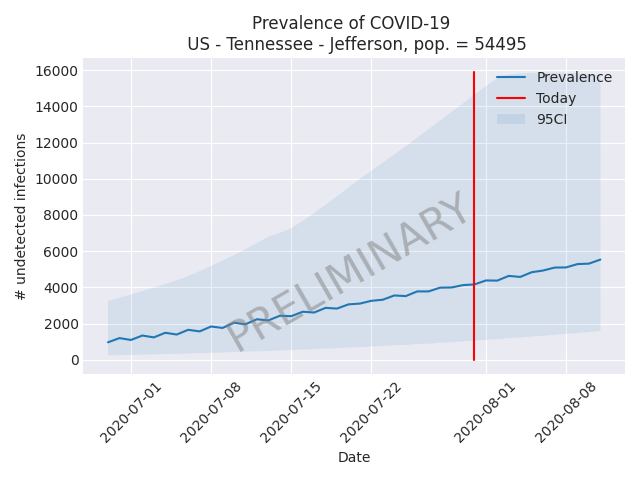 Prevalence of COVID-19
US - Tennessee - Jefferson, pop. = 54495
# undetected infections
16000
14000
12000
10000
8000
6000
4000
2000
0
Prevalence
Today
95CI
PRELIMINARY
2020-07-01
2020-07-08
2020-07-15
2020-07-22
2020-08-01
2020-08-08
Date